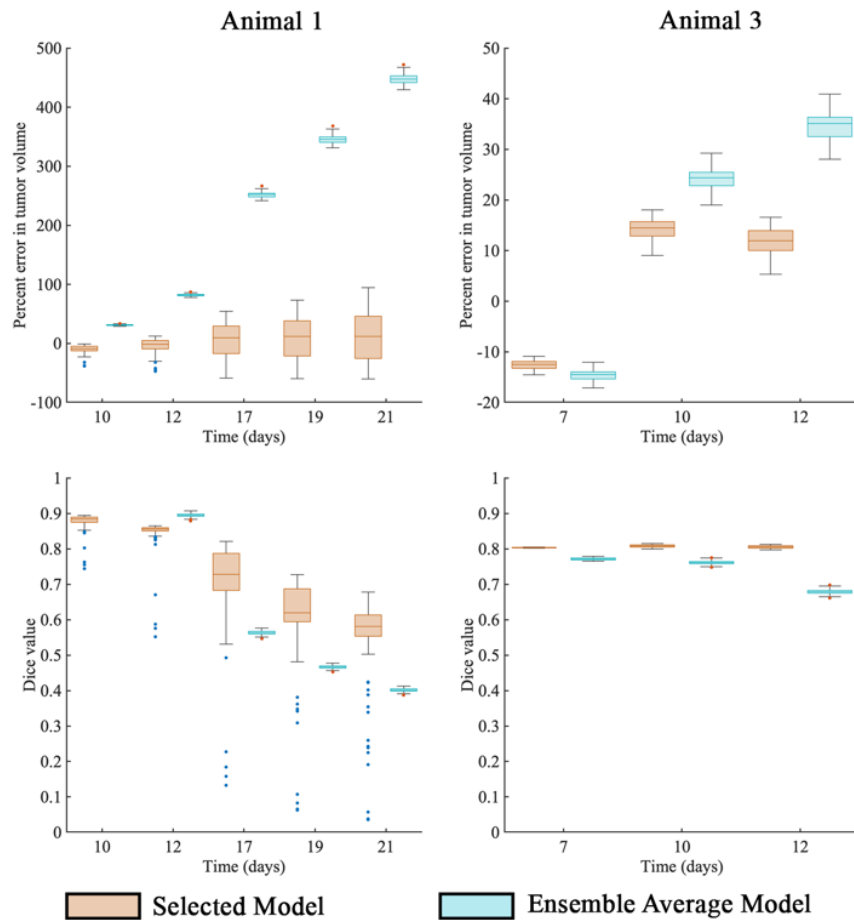 Animal 1
Animal 3
Percent error in tumor volume
500
400
300
200
100
0
-100
10 12 17 19 21
Time (days)
Percent error in tumor volume
50
40
30
20
10
0
-10
-20
7 10 12
Time (days)
Dice value
1
0.9
0.8
0.7
0.6
0.5
0.4
0.3
0.2
0.1
0
10 12 17 19 21
Time (days)
Dice value
1
0.9
0.8
0.7
0.6
0.5
0.4
0.3
0.2
0.1
0
7 10 12
Time (days)
Selected Model
Ensemble Average Model